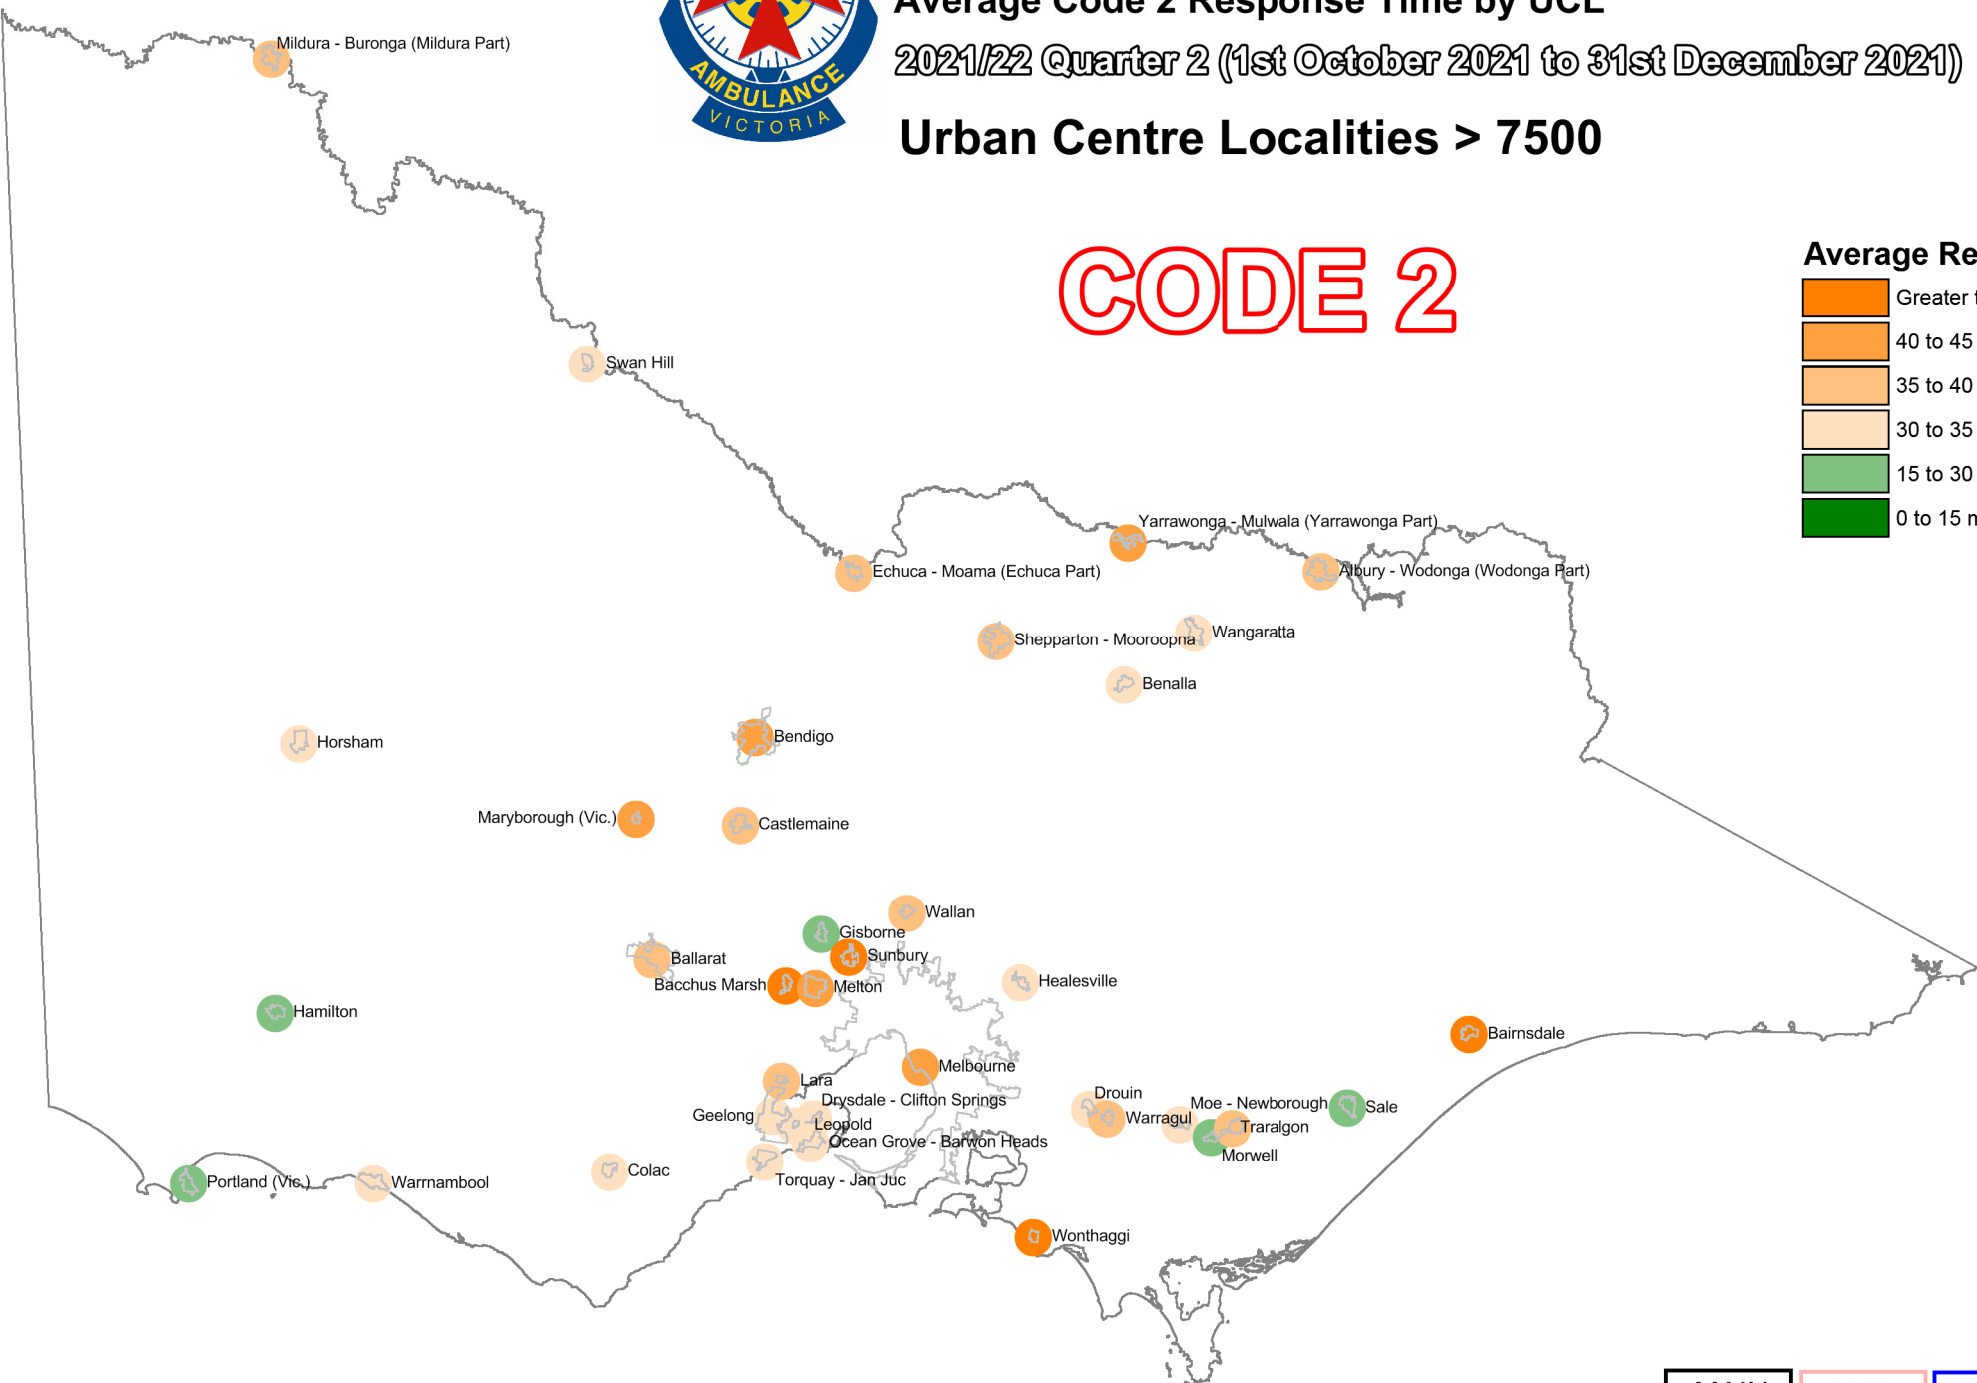 Average Code 2 Response Time by UCL
2021/22 Quarter 2 (1st October 2021 to 31st December 2021)
Urban Centre Localities > 7500
AMBULANCE
VICTORIA
CODE 2
Average Re
Greater
40 to 45
35 to 40
30 to 35
15 to 30
0 to 15
Mildura - Buronga (Mildura Part)
Swan Hill
Yarrawonga - Mulwala (Yarrawonga Part)
Echuca - Moama (Echuca Part)
Albury - Wodonga (Wodonga Part)
Shepparton - Mooroopna
Wangaratta
Benalla
Horsham
Bendigo
Maryborough (Vic.)
Castlemaine
Wallan
Gisborne
Sunbury
Ballarat
Bacchus Marsh
Melton
Healesville
Hamilton
Bairnsdale
Melbourne
Lara
Drysdale - Clifton Springs
Geelong
Leopold
Ocean Grove - Barwon Heads
Drouin
Warragul
Moe - Newborough
Sale
Traralgon
Morwell
Portland (Vic.)
Warrnambool
Colac
Torquay - Jan Juc
Wonthaggi